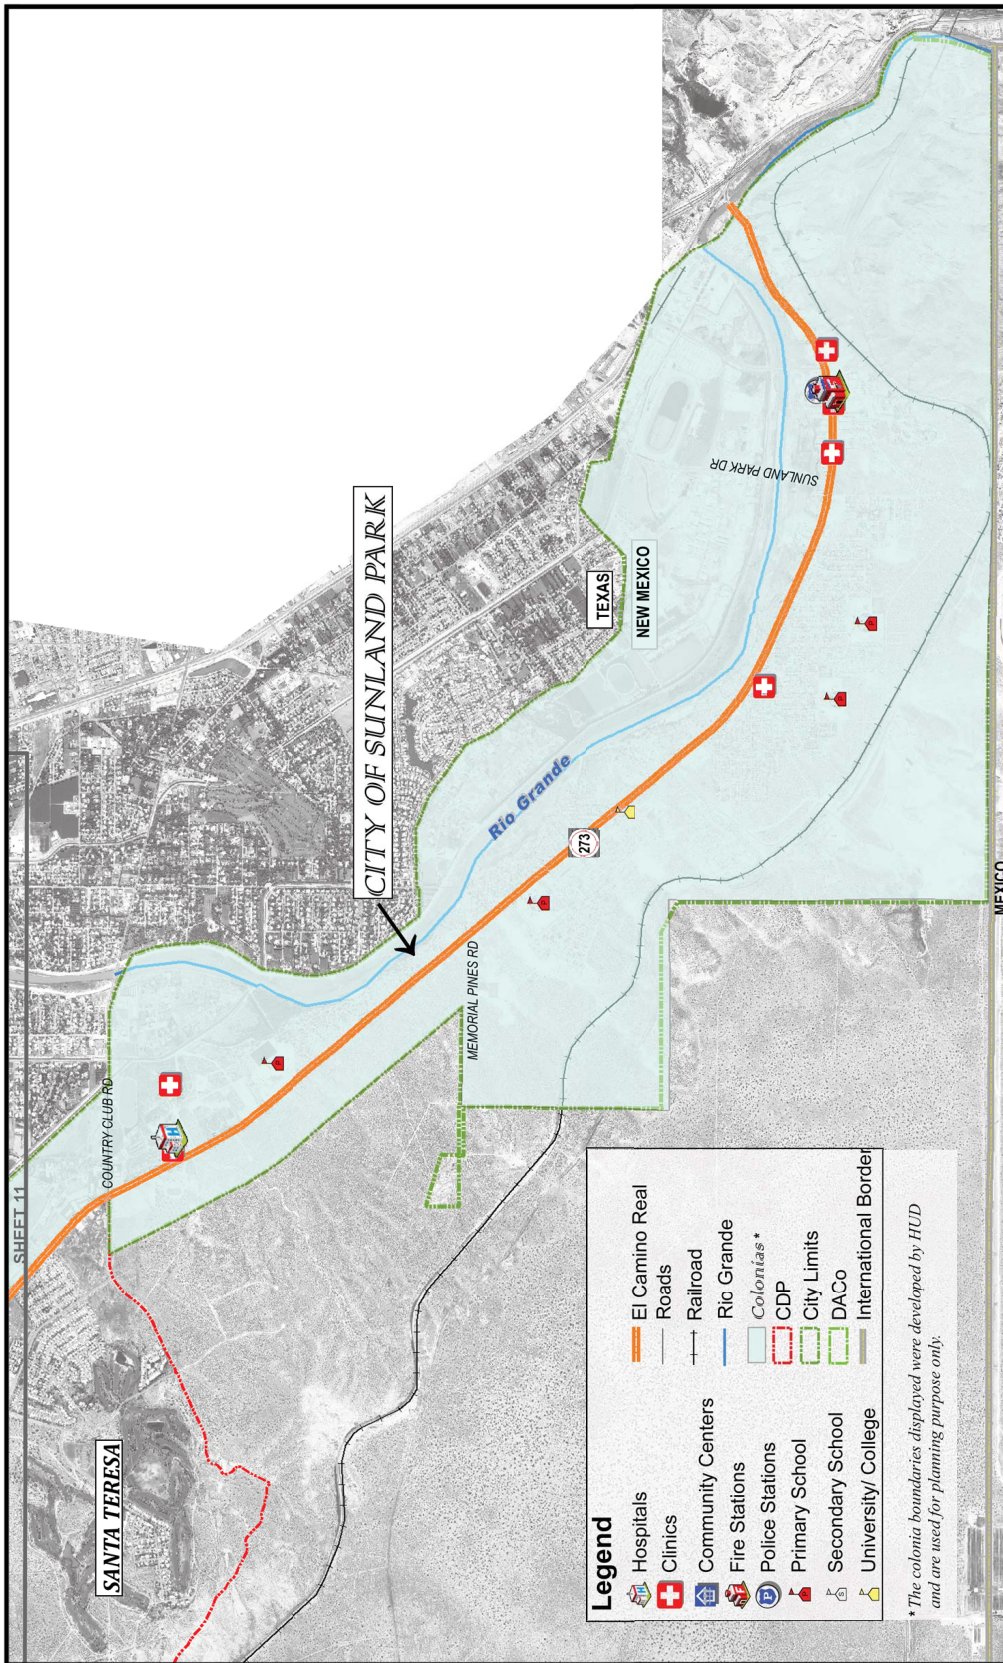 SHEET 11
SANTA TERESA
COUNTRY CLUB RD
CITY OF SUNLAND PARK
MEMORIAL PINES RD
Rio Grande
273
TEXAS
NEW MEXICO
SUNLAND PARK DR
MEXICO
Legend
Hospitals
Clinics
Community Centers
Fire Stations
Police Stations
Primary School
Secondary School
University/ College
El Camino Real
Roads
Railroad
Rio Grande
Colonias *
CDP
City Limits
DACo
International Border
* The colonia boundaries displayed were developed by HUD
and are used for planning purpose only.